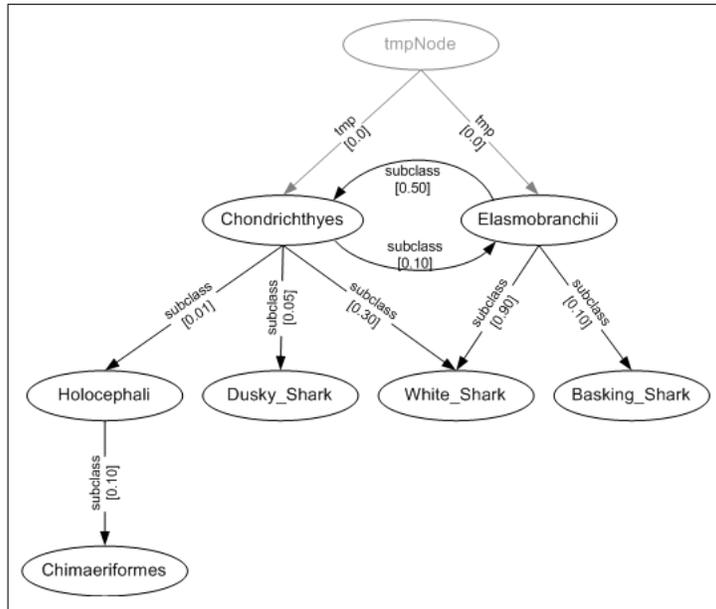 tmpNode
tmp
[0.0]
tmp
[0.0]
subclass
[0.50]
Chondrichthyes
Elasmobranchii
subclass
[0.10]
subclass
[0.01]
subclass
[0.05]
subclass
[0.30]
subclass
[0.90]
subclass
[0.10]
Holocephali
Dusky_Shark
White_Shark
Basking_Shark
subclass
[0.10]
Chimaeriformes